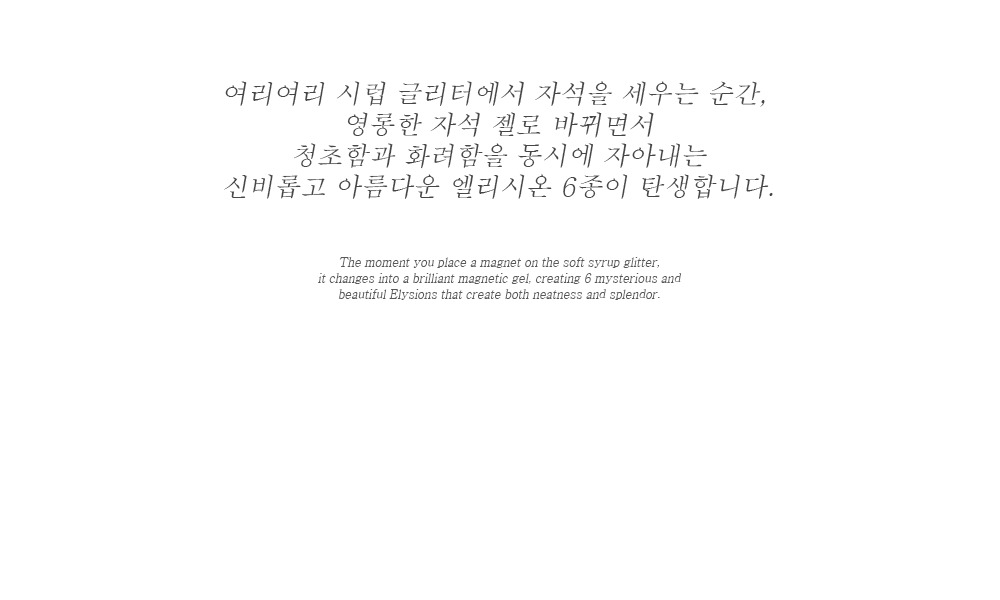 여리여리 시럽 글리터에서 자석을 세우는 순간,
영롱한 자석 젤로 바뀌면서
청초함과 화려함을 동시에 자아내는
신비롭고 아름다운 엘리시온 6종이 탄생합니다.
The moment you place a magnet on the soft syrup glitter,
it changes into a brilliant magnetic gel, creating 6 mysterious and
beautiful Elysions that create both neatness and splendor.